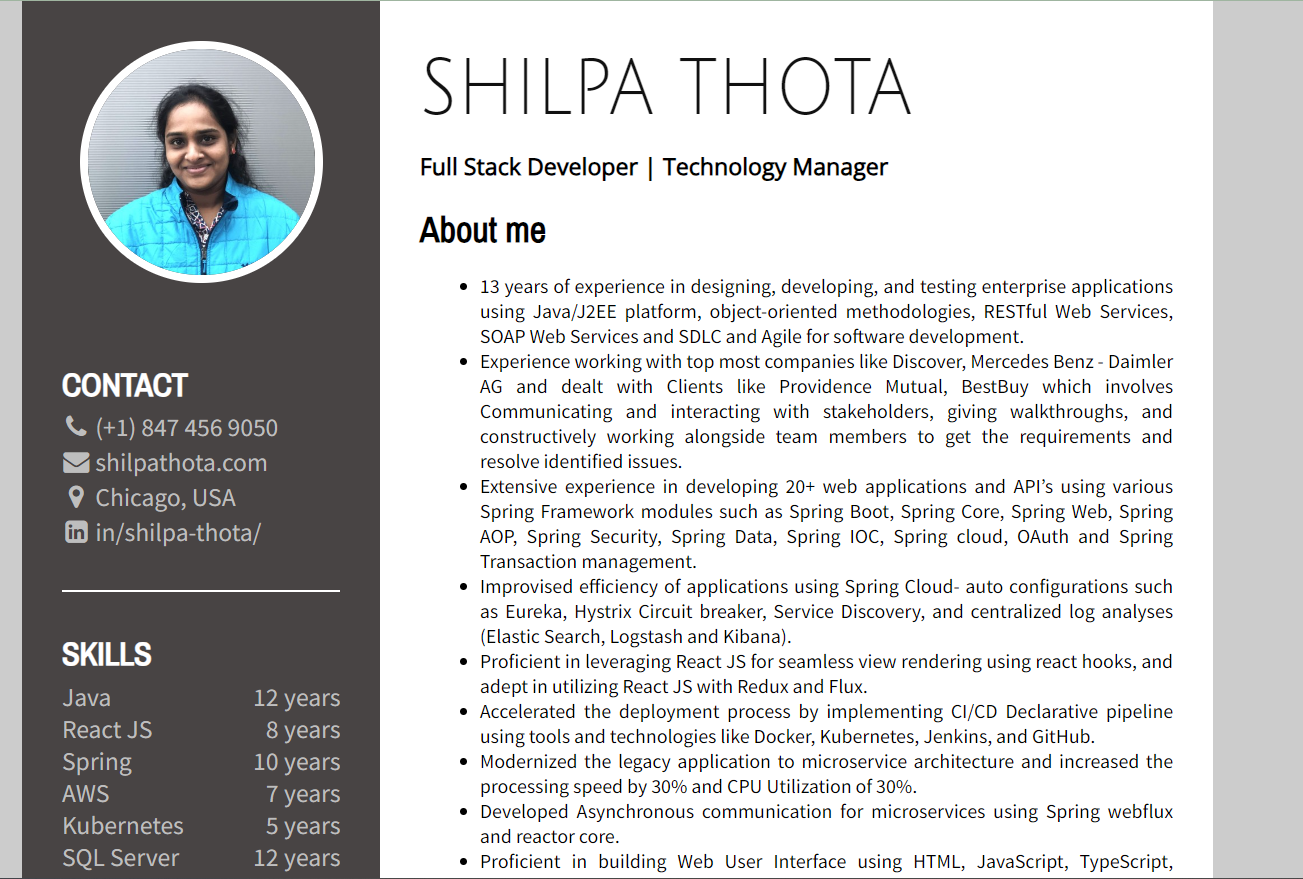 SHILPA THOTA
Full Stack Developer | Technology Manager
About me
13 years of experience in designing, developing, and testing enterprise applications
using Java/J2EE platform, object-oriented methodologies, RESTful Web Services,
SOAP Web Services and SDLC and Agile for software development.
Experience working with top most companies like Discover, Mercedes Benz - Daimler
AG and dealt with Clients like Providence Mutual, BestBuy which involves
Communicating and interacting with stakeholders, giving walkthroughs, and
constructively working alongside team members to get the requirements and
resolve identified issues.
Extensive experience in developing 20+ web applications and API’s using various
Spring Framework modules such as Spring Boot, Spring Core, Spring Web, Spring
AOP, Spring Security, Spring Data, Spring IOC, Spring cloud, OAuth and Spring
Transaction management.
Improvised efficiency of applications using Spring Cloud- auto configurations such
as Eureka, Hystrix Circuit breaker, Service Discovery, and centralized log analyses
(Elastic Search, Logstash and Kibana).
Proficient in leveraging React JS for seamless view rendering using react hooks, and
adept in utilizing React JS with Redux and Flux.
Accelerated the deployment process by implementing CI/CD Declarative pipeline
using tools and technologies like Docker, Kubernetes, Jenkins, and GitHub.
Modernized the legacy application to microservice architecture and increased the
processing speed by 30% and CPU Utilization of 30%.
Developed Asynchronous communication for microservices using Spring webflux
and reactor core.
Proficient in building Web User Interface using HTML, JavaScript, TypeScript,
CONTACT
(+1) 847 456 9050
shilpathota.com
Chicago, USA
in/shilpa-thota/
SKILLS
Java 12 years
React JS 8 years
Spring 10 years
AWS 7 years
Kubernetes 5 years
SQL Server 12 years